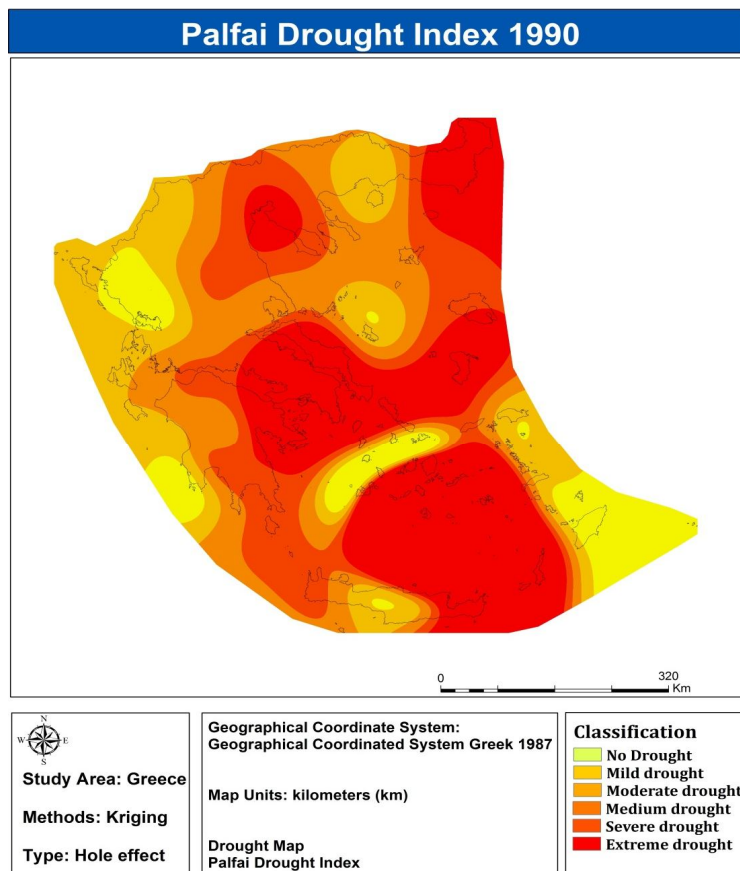 Palfai Drought Index 1990
0
320
Km
N
W
E
S
Study Area: Greece
Methods: Kriging
Type: Hole effect
Geographical Coordinate System:
Geographical Coordinated System Greek 1987
Map Units: kilometers (km)
Drought Map
Palfai Drought Index
Classification
No Drought
Mild drought
Moderate drought
Medium drought
Severe drought
Extreme drought